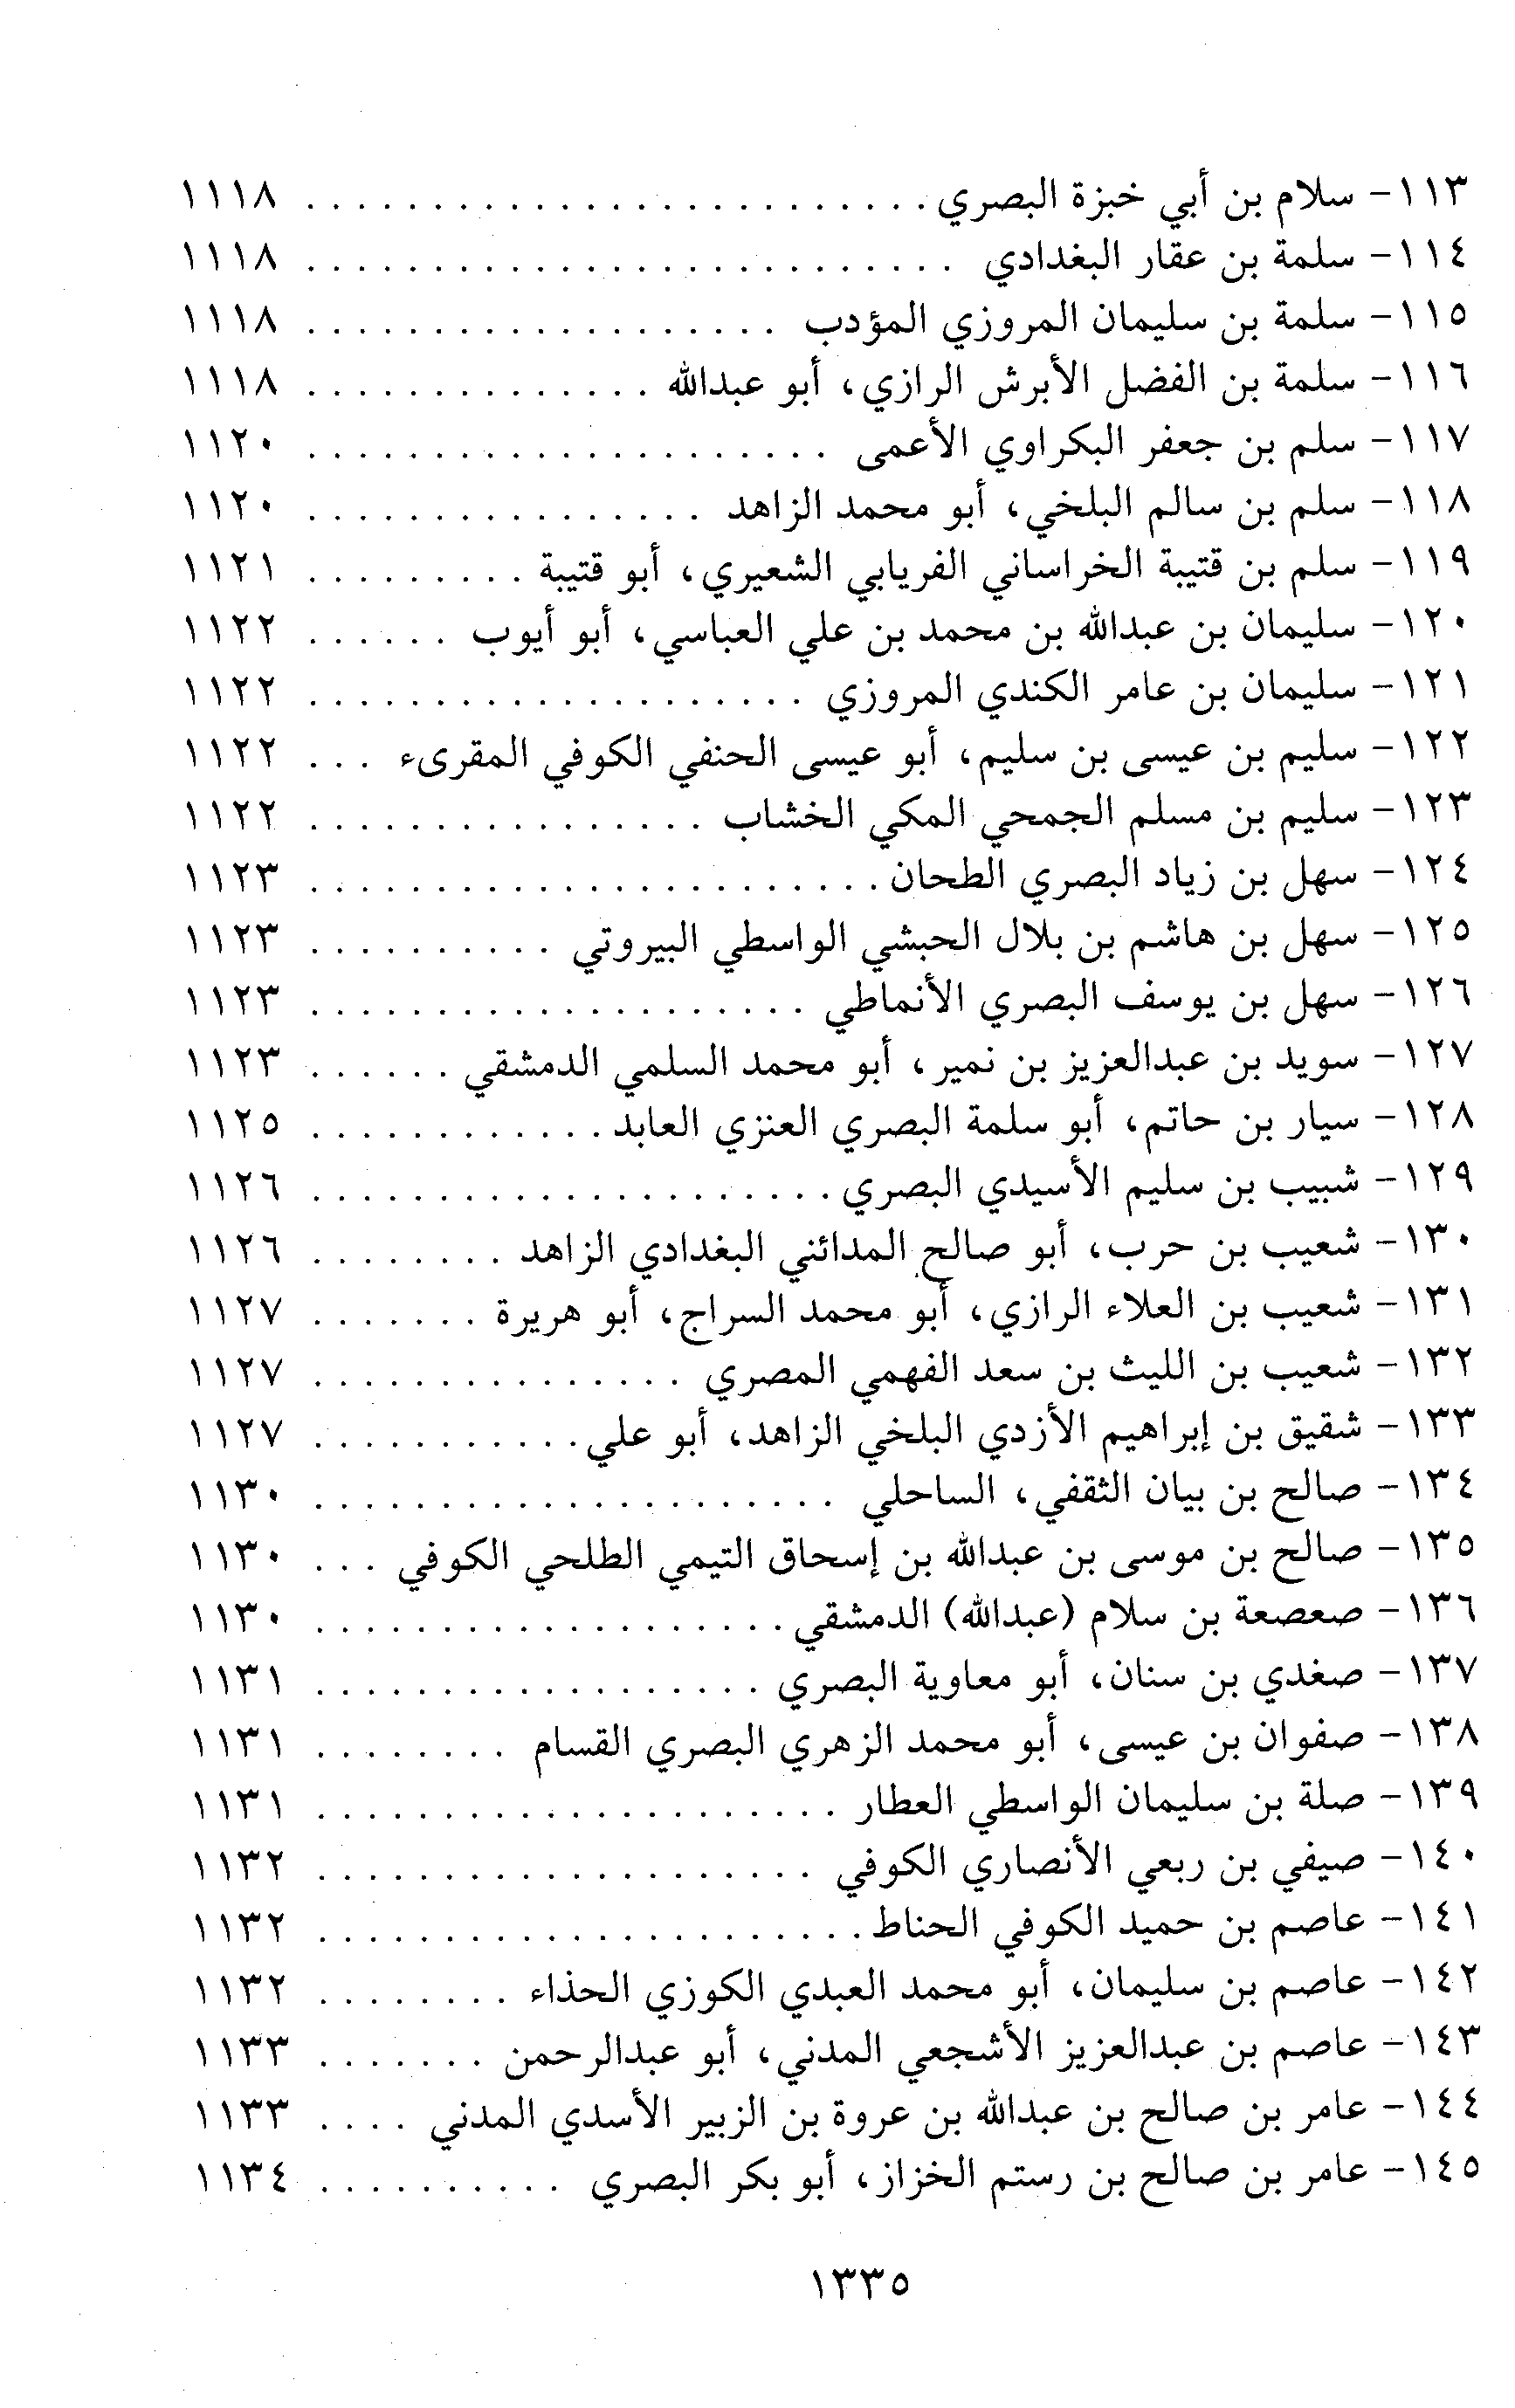 ١١٣- سلام بن أبي خبزة البصري . . . . . . . . . . . . . . . . . . . . . . . . . ١١١٨
١١٤- سلمة بن عقار البغدادي . . . . . . . . . . . . . . . . . . . . . . . . . . ١١١٨
١١٥- سلمة بن سليمان المروزي المؤدب . . . . . . . . . . . . . . . . . . . ١١١٨
١١٦- سلمة بن الفضل الأبرش الرازي، أبو عبدالله . . . . . . . . . . . . . . ١١١٨
١١٧- سلم بن جعفر البكراوي الأعمى . . . . . . . . . . . . . . . . . . . . . ١١٢٠
١١٨- سلم بن سالم البلخي، أبو محمد الزاهد . . . . . . . . . . . . . . . . ١١٢٠
١١٩- سلم بن قتيبة الخراساني الفريابي الشعيري، أبو قتيبة . . . . . . . . . ١١٢١
١٢٠- سليمان بن عبدالله بن محمد بن علي العباسي، أبو أيوب . . . . . . ١١٢٢
١٢١- سليمان بن عامر الكندي المروزي . . . . . . . . . . . . . . . . . . . . ١١٢٢
١٢٢- سليم بن عيسى بن سليم، أبو عيسى الحنفي الكوفي المقرىء . . . ١١٢٢
١٢٣- سليم بن مسلم الجمحي المكي الخشاب . . . . . . . . . . . . . . . . ١١٢٢
١٢٤- سهل بن زياد البصري الطحان . . . . . . . . . . . . . . . . . . . . . . . ١١٢٣
١٢٥- سهل بن هاشم بن بلال الحبشي الواسطي البيروتي . . . . . . . . . . ١١٢٣
١٢٦- سهل بن يوسف البصري الأنماطي . . . . . . . . . . . . . . . . . . . . ١١٢٣
١٢٧- سويد بن عبدالعزيز بن نمير، أبو محمد السلمي الدمشقي . . . . . . ١١٢٣
١٢٨- سيار بن حاتم، أبو سلمة البصري العنزي العابد . . . . . . . . . . . . ١١٢٥
١٢٩- شبيب بن سليم الأسيدي البصري . . . . . . . . . . . . . . . . . . . . . ١١٢٦
١٣٠- شعيب بن حرب، أبو صالح المدائني البغدادي الزاهد . . . . . . . . ١١٢٦
١٣١- شعيب بن العلاء الرازي، أبو محمد السراج، أبو هريرة . . . . . . . ١١٢٧
١٣٢- شعيب بن الليث بن سعد الفهمي المصري . . . . . . . . . . . . . . . ١١٢٧
١٣٣- شقيق بن إبراهيم الأزدي البلخي الزاهد، أبو علي . . . . . . . . . . . ١١٢٧
١٣٤- صالح بن بيان الثقفي، الساحلي . . . . . . . . . . . . . . . . . . . . . ١١٣٠
١٣٥- صالح بن موسى بن عبدالله بن إسحاق التيمي الطلحي الكوفي . . . ١١٣٠
١٣٦- صعصعة بن سلام (عبدالله) الدمشقي . . . . . . . . . . . . . . . . . . . ١١٣٠
١٣٧- صغدي بن سنان، أبو معاوية البصري . . . . . . . . . . . . . . . . . . ١١٣١
١٣٨- صفوان بن عيسى، أبو محمد الزهري البصري القسام . . . . . . . . ١١٣١
١٣٩- صلة بن سليمان الواسطي العطار . . . . . . . . . . . . . . . . . . . . . ١١٣١
١٤٠- صيفي بن ربعي الأنصاري الكوفي . . . . . . . . . . . . . . . . . . . . ١١٣٢
١٤١- عاصم بن حميد الكوفي الحناط . . . . . . . . . . . . . . . . . . . . . . ١١٣٢
١٤٢- عاصم بن سليمان، أبو محمد العبدي الكوزي الحذاء . . . . . . . . ١١٣٢
١٤٣- عاصم بن عبدالعزيز الأشجعي المدني، أبو عبدالرحمن . . . . . . . ١١٣٣
١٤٤- عامر بن صالح بن عبدالله بن عروة بن الزبير الأسدي المدني . . . . ١١٣٣
١٤٥- عامر بن صالح بن رستم الخزاز، أبو بكر البصري . . . . . . . . . . ١١٣٤
١٣٣٥